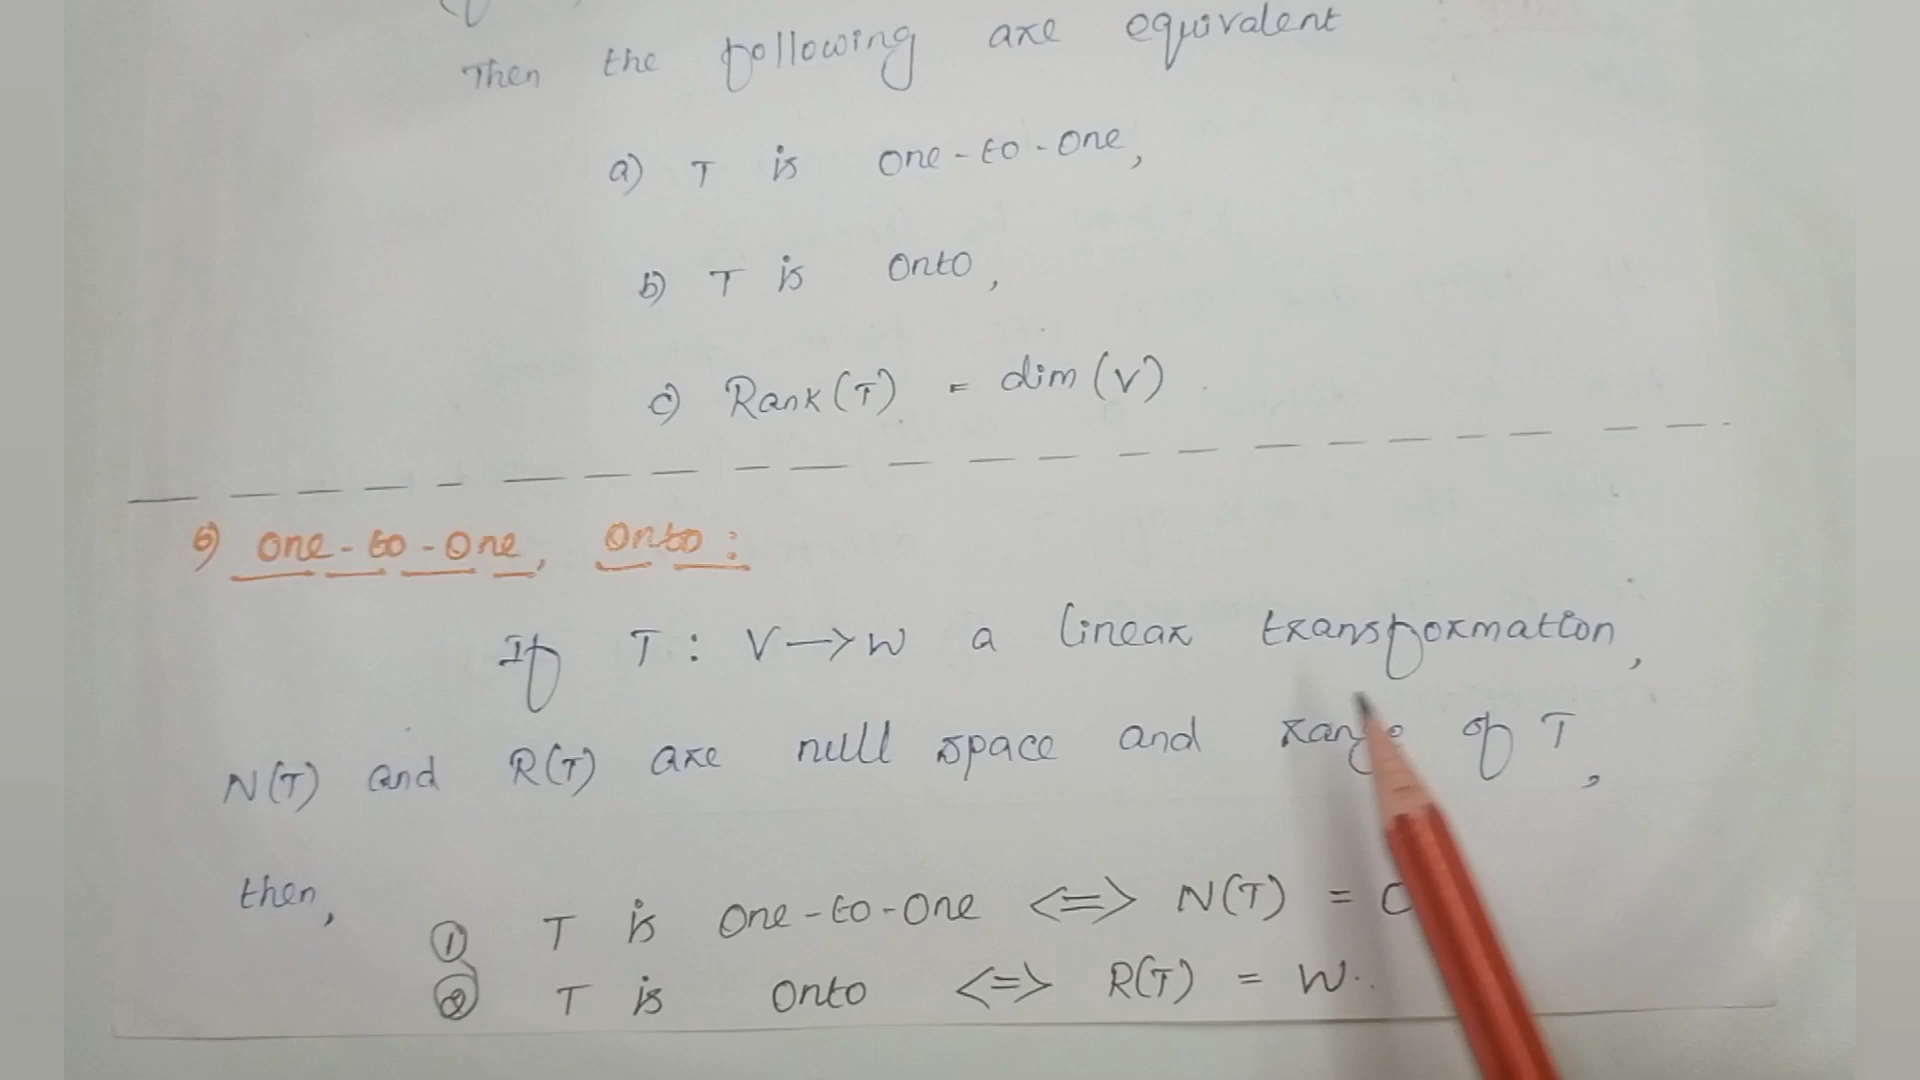 Then the following are equivalent
a) T is one-to-one,
b) T is onto,
c) Rank(T) = dim(V)
6) one-to-one, onto:
If T : V → W a linear transformation,
N(T) and R(T) are null space and range of T,
then,
① T is one-to-one <=> N(T) =
② T is onto <=> R(T) = W.